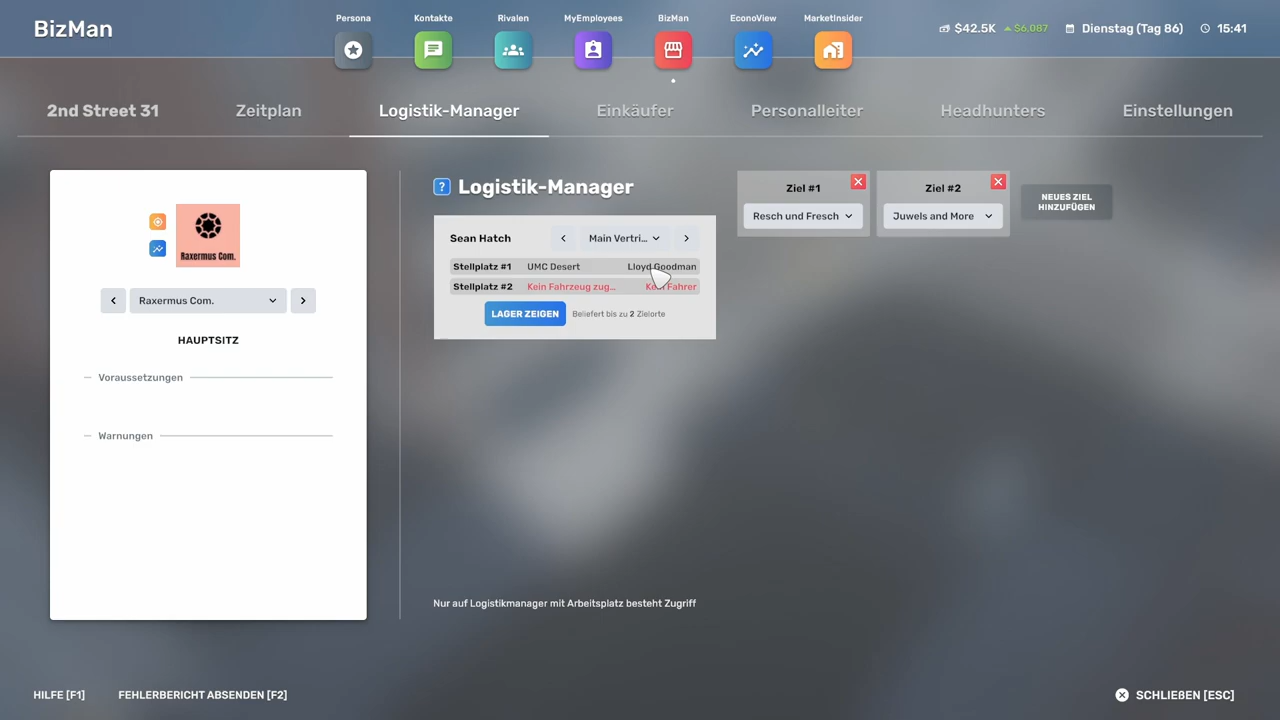 BizMan
Persona
Kontakte
Rivalen
MyEmployees
BizMan
EconoView
MarketInsider
$42.5K
$6,087
Dienstag (Tag 86)
15:41
2nd Street 31
Zeitplan
Logistik-Manager
Einkäufer
Personalleiter
Headhunters
Einstellungen
Raxermus Com.
Raxermus Com.
HAUPTSITZ
Voraussetzungen
Warnungen
? Logistik-Manager
Sean Hatch
Main Vertri...
Stellplatz #1 UMC Desert Lloyd Goodman
Stellplatz #2 Kein Fahrzeug zug... Kein Fahrer
LAGER ZEIGEN
Beliefert bis zu 2 Zielorte
Ziel #1
Resch und Fresch
Ziel #2
Juwels and More
NEUES ZIEL
HINZUFÜGEN
Nur auf Logistikmanager mit Arbeitsplatz besteht Zugriff
HILFE [F1]
FEHLERBERICHT ABSENDEN [F2]
SCHLIEßEN [ESC]